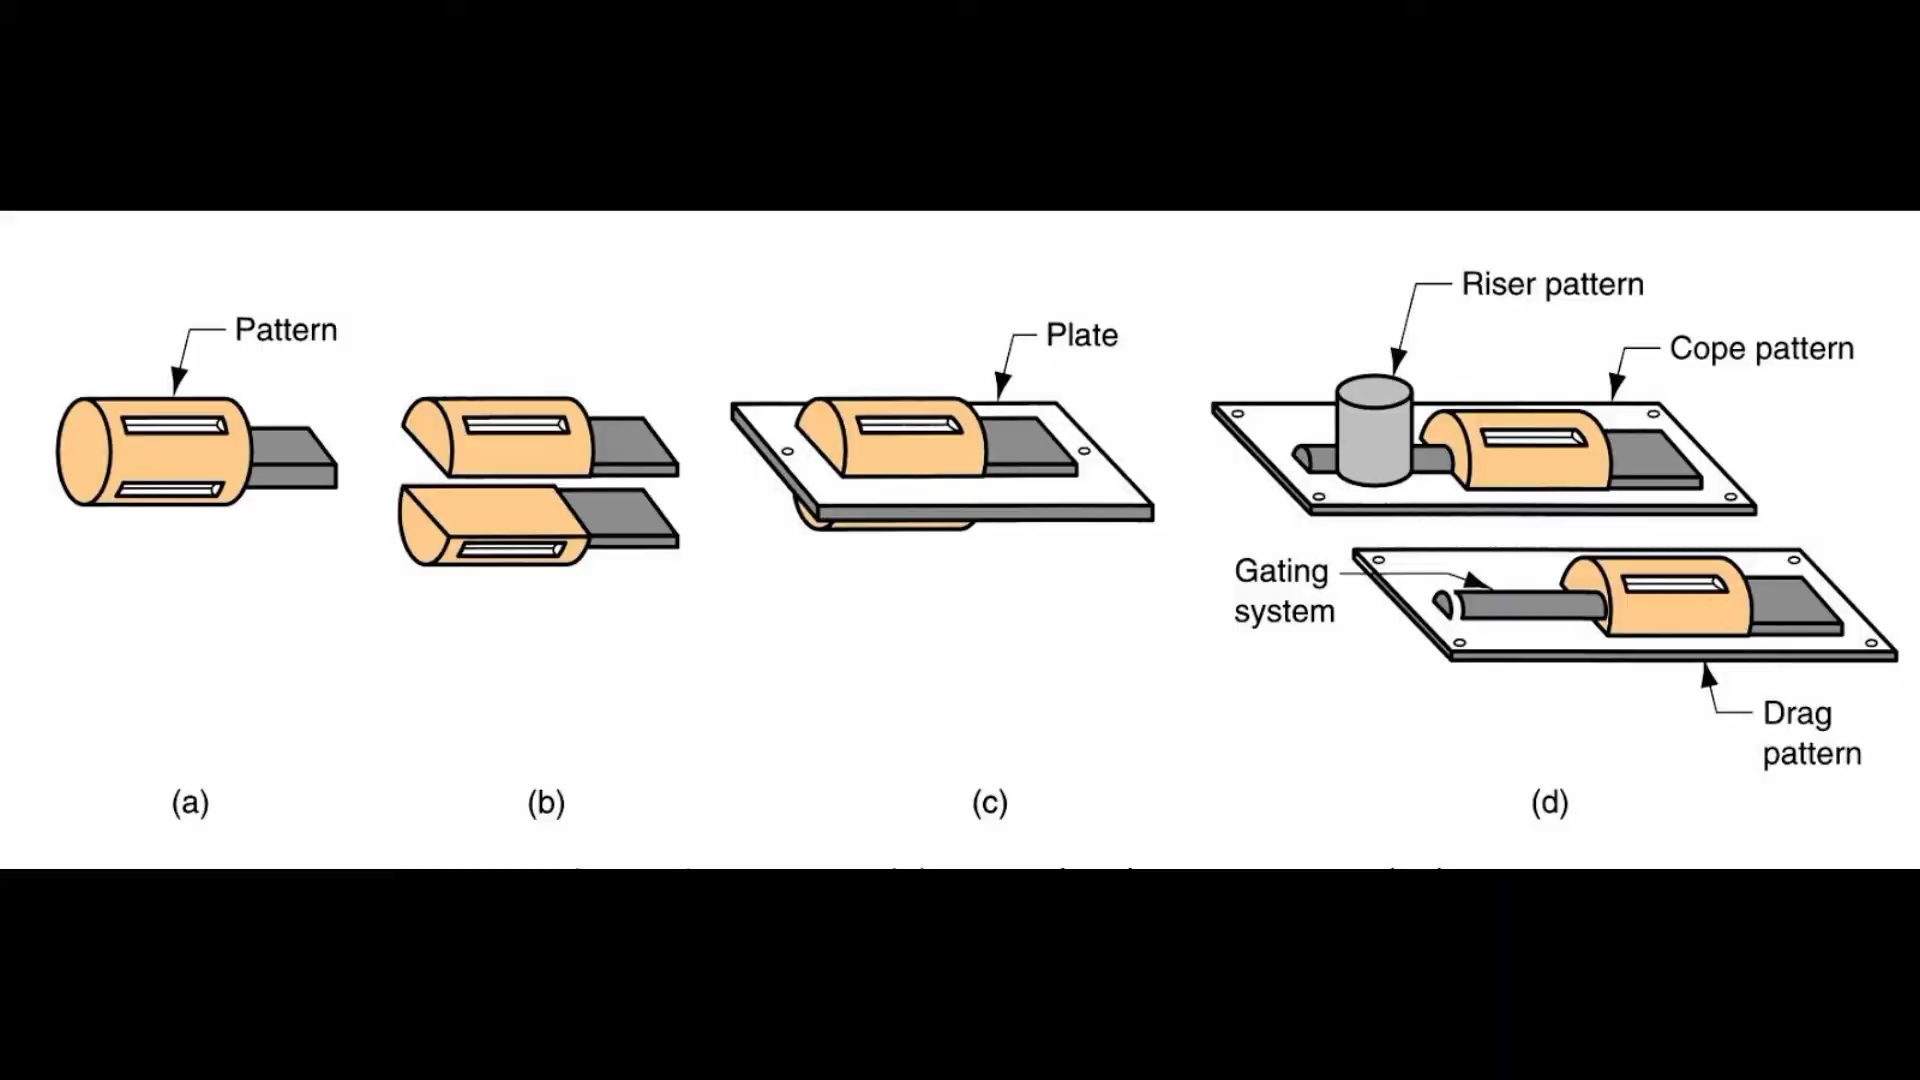 Riser pattern
Pattern
Plate
Cope pattern
Gating
system
Drag
pattern
(a)
(b)
(c)
(d)